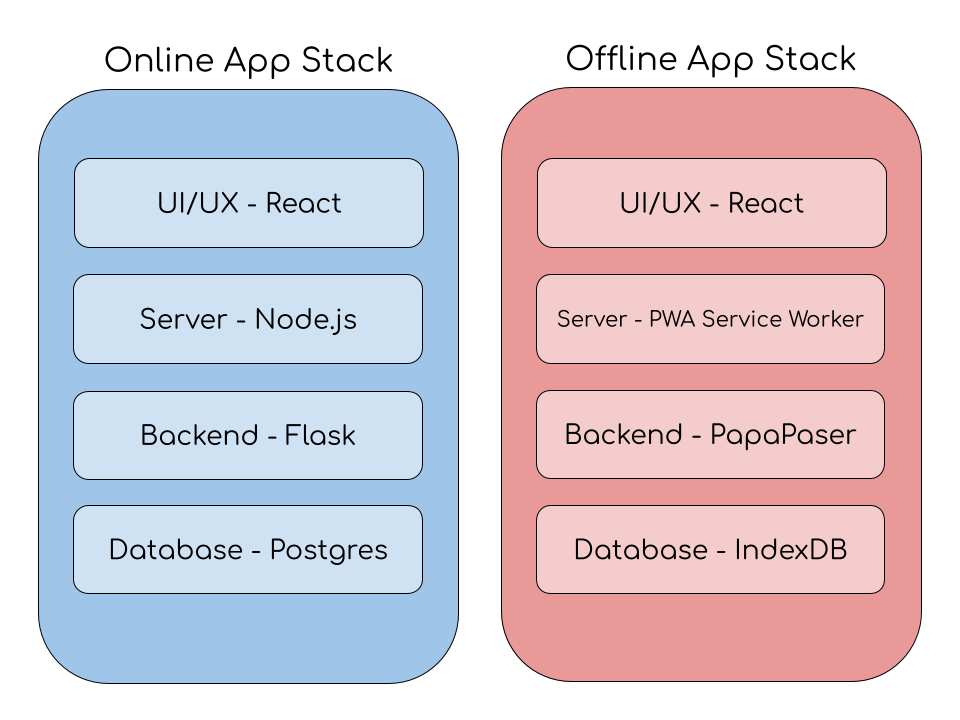 Online App Stack
UI/UX - React
Server - Node.js
Backend - Flask
Database - Postgres
Offline App Stack
UI/UX - React
Server - PWA Service Worker
Backend - PapaPaser
Database - IndexDB